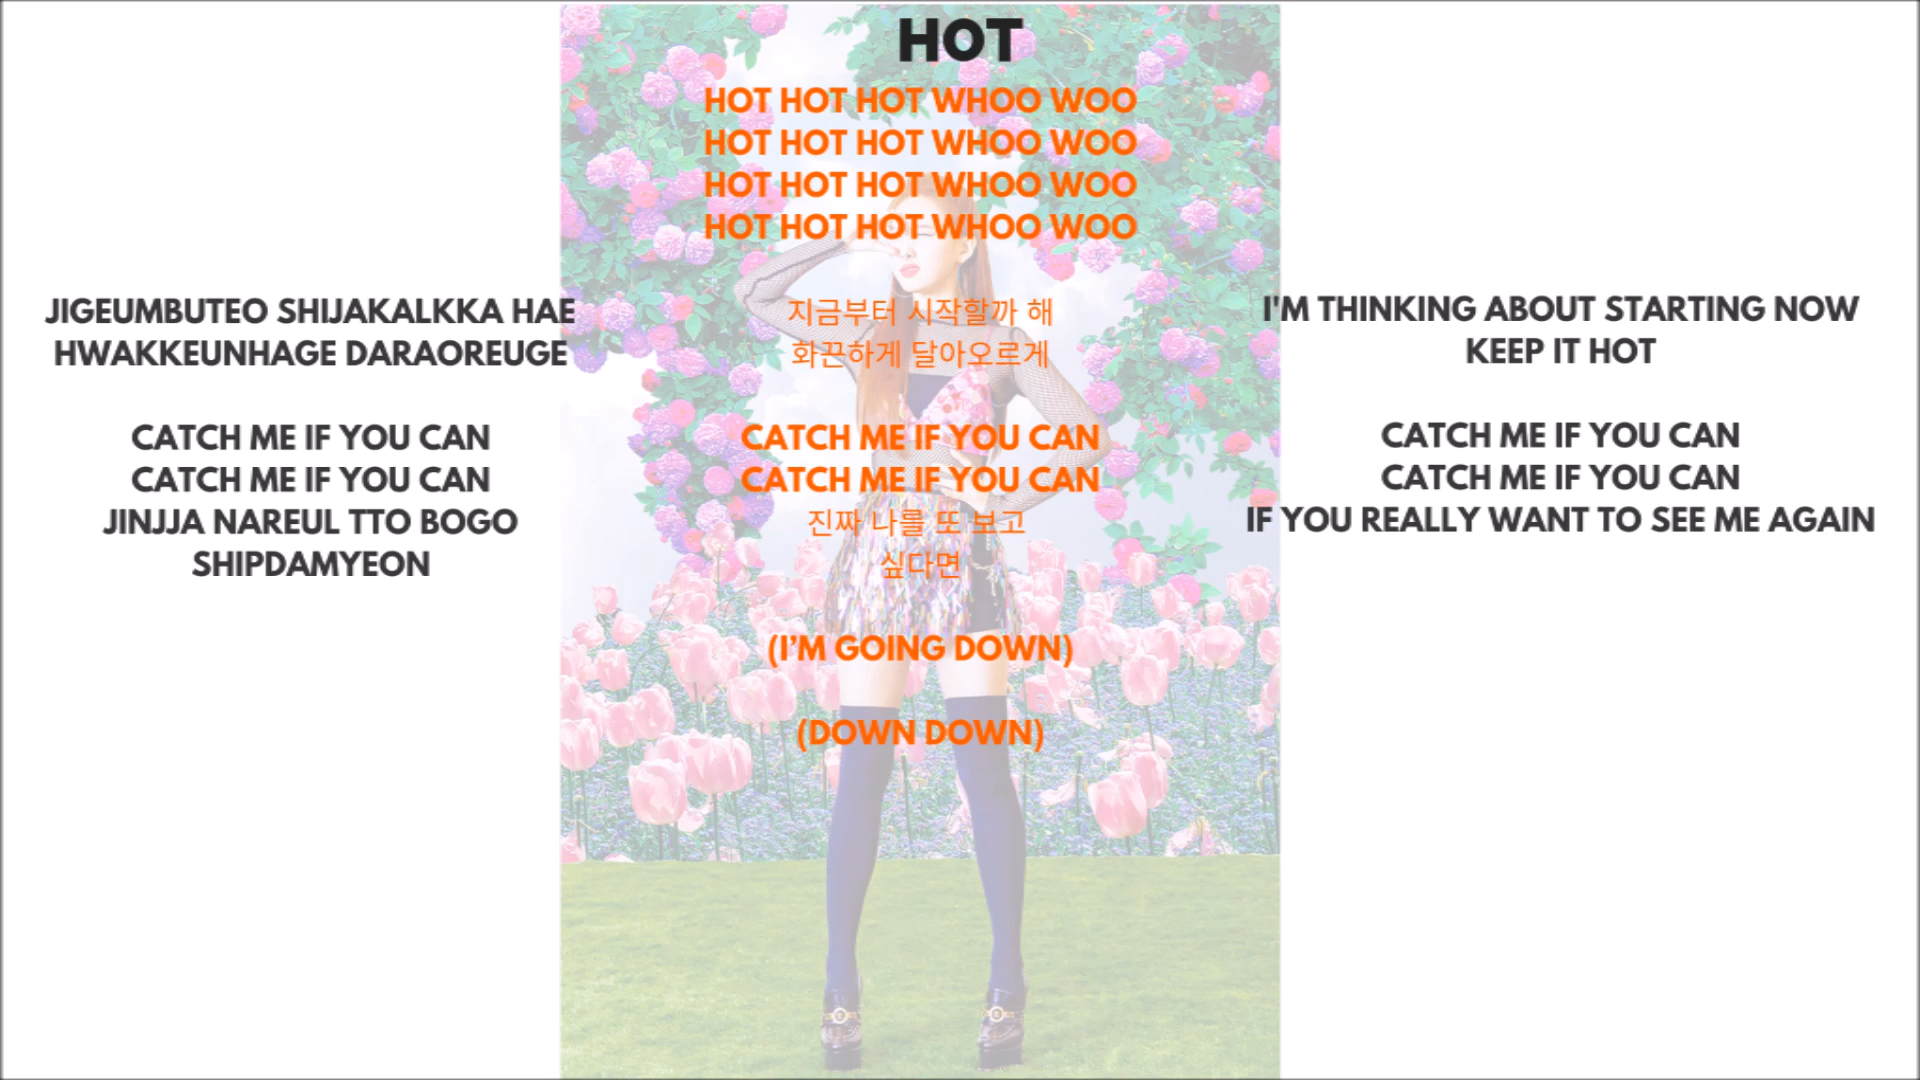 HOT
HOT HOT HOT WHOO WOO
HOT HOT HOT WHOO WOO
HOT HOT HOT WHOO WOO
HOT HOT HOT WHOO WOO
JIGEUMBUTEO SHIJAKALKKA HAE
HWAKKEUNHAGE DARAOREUGE
CATCH ME IF YOU CAN
CATCH ME IF YOU CAN
JINJJA NAREUL TTO BOGO
SHIPDAMYEON
지금부터 시작할까 해
화끈하게 달아오르게
CATCH ME IF YOU CAN
CATCH ME IF YOU CAN
진짜 나를 또 보고
싶다면
(I’M GOING DOWN)
(DOWN DOWN)
I'M THINKING ABOUT STARTING NOW
KEEP IT HOT
CATCH ME IF YOU CAN
CATCH ME IF YOU CAN
IF YOU REALLY WANT TO SEE ME AGAIN